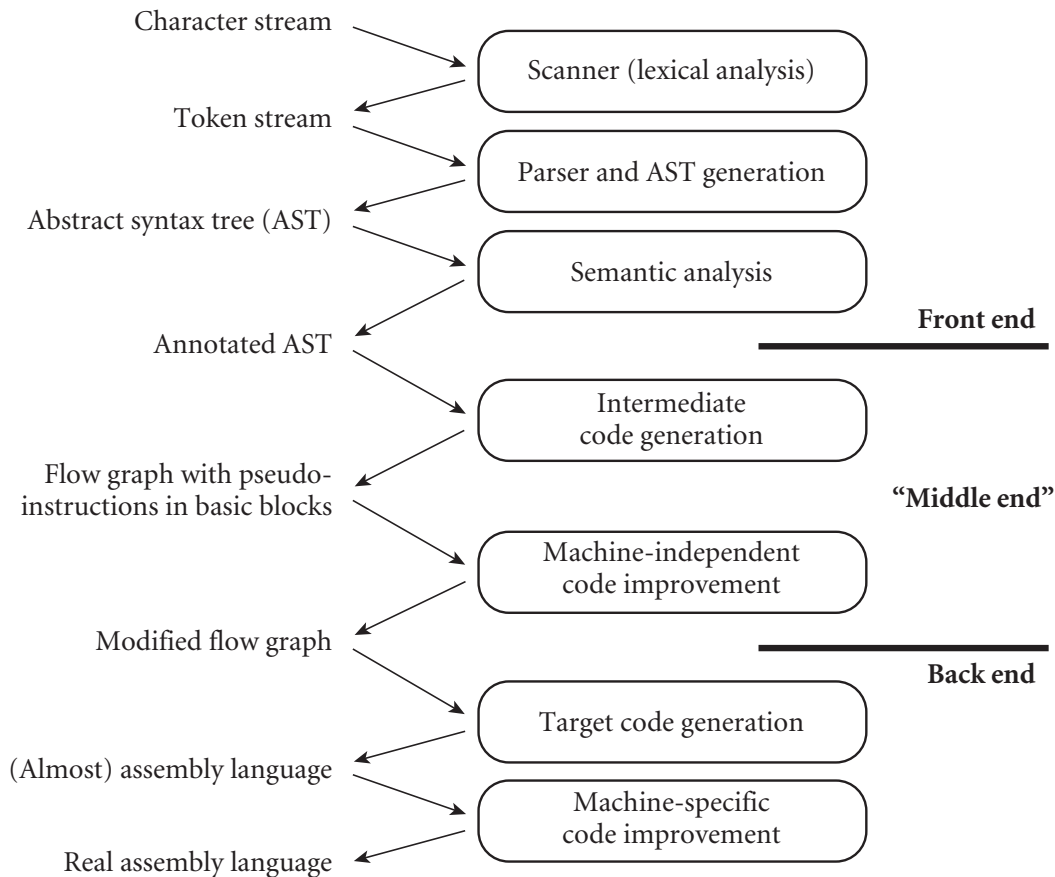 Character stream
Scanner (lexical analysis)
Token stream
Parser and AST generation
Abstract syntax tree (AST)
Semantic analysis
Front end
Annotated AST
Intermediate
code generation
Flow graph with pseudo-
instructions in basic blocks
“Middle end”
Machine-independent
code improvement
Modified flow graph
Back end
Target code generation
(Almost) assembly language
Machine-specific
code improvement
Real assembly language